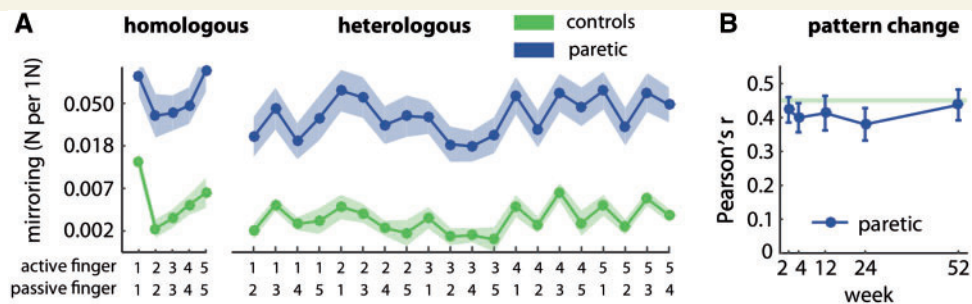 A homologous heterologous controls paretic
mirroring (N per 1N)
0.050
0.018
0.007
0.002
active finger 1 2 3 4 5 1 1 1 1 2 2 2 2 3 3 3 3 4 4 4 4 5 5 5 5
passive finger 1 2 3 4 5 2 3 4 5 1 3 4 5 1 2 4 5 1 2 3 5 1 2 3 4
B pattern change
Pearson's r
0.5
0.4
0.3
0.2
0.1
0
paretic
2 4 12 24 52
week